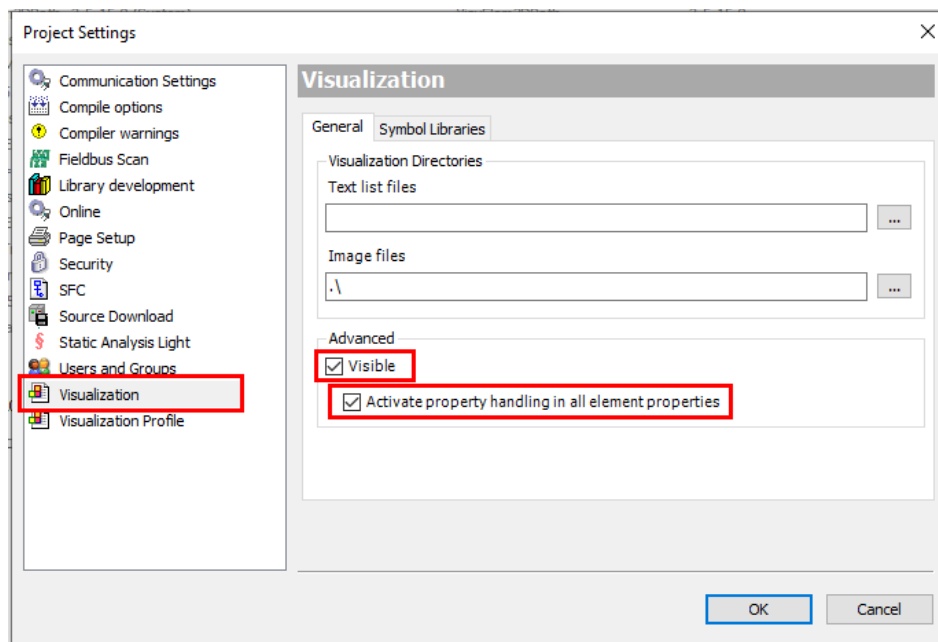 Project Settings
Communication Settings
Compile options
Compiler warnings
Fieldbus Scan
Library development
Online
Page Setup
Security
SFC
Source Download
Static Analysis Light
Users and Groups
Visualization
Visualization Profile
Visualization
General
Symbol Libraries
Visualization Directories
Text list files
...
Image files
.\
...
Advanced
Visible
Activate property handling in all element properties
OK
Cancel